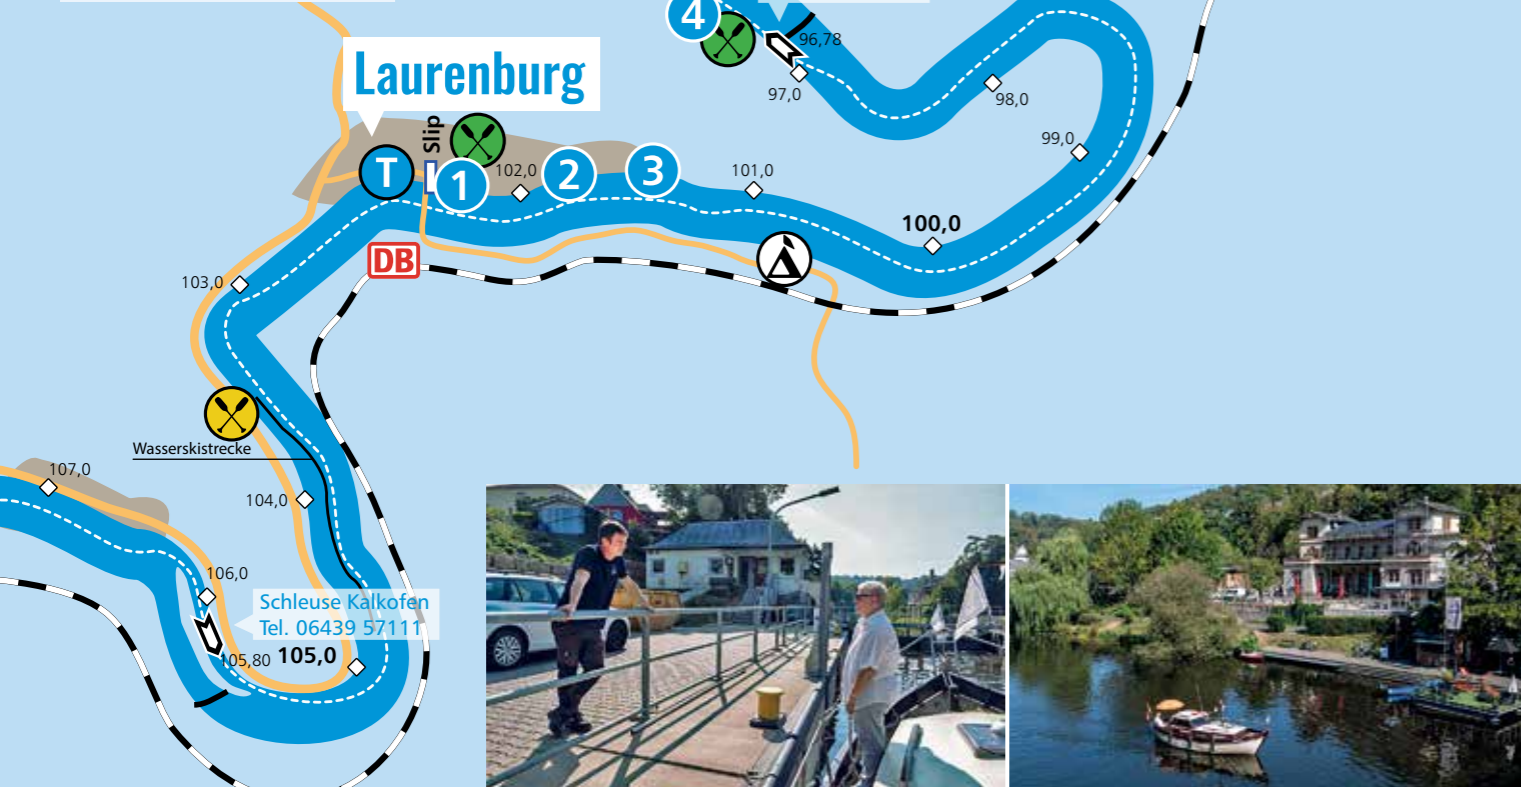 4
96,78
97,0
98,0
99,0
Laurenburg
Slip
T
1
102,0
2
3
101,0
100,0
DB
103,0
Wasserskistrecke
104,0
107,0
106,0
Schleuse Kalkofen
Tel. 06439 57111
105,80
105,0